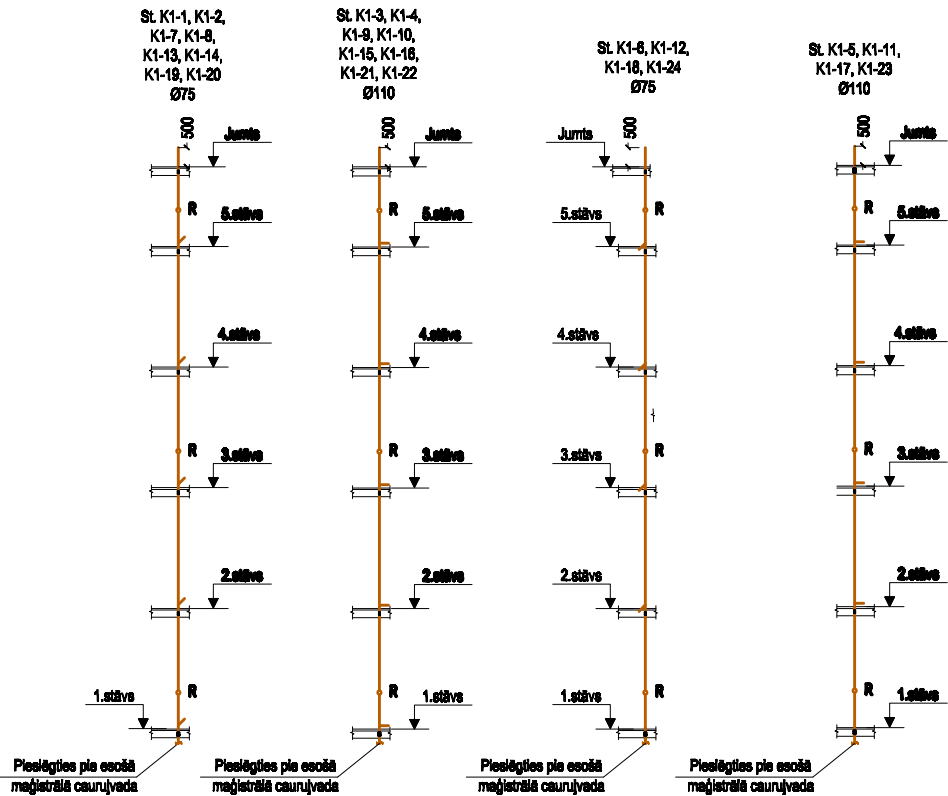 St. K1-1, K1-2,
K1-7, K1-8,
K1-13, K1-14,
K1-19, K1-20
Ø75
500
Jumts
R
5.stāvs
4.stāvs
R
3.stāvs
2.stāvs
R
1.stāvs
Pieslēgties pie esošā
maģistrālā cauruļvada
St. K1-3, K1-4,
K1-9, K1-10,
K1-15, K1-16,
K1-21, K1-22
Ø110
500
Jumts
R
5.stāvs
4.stāvs
R
3.stāvs
2.stāvs
R
1.stāvs
Pieslēgties pie esošā
maģistrālā cauruļvada
St. K1-6, K1-12,
K1-18, K1-24
Ø75
500
Jumts
R
5.stāvs
4.stāvs
R
3.stāvs
2.stāvs
R
1.stāvs
Pieslēgties pie esošā
maģistrālā cauruļvada
St. K1-5, K1-11,
K1-17, K1-23
Ø110
500
Jumts
R
5.stāvs
4.stāvs
R
3.stāvs
2.stāvs
R
1.stāvs
Pieslēgties pie esošā
maģistrālā cauruļvada